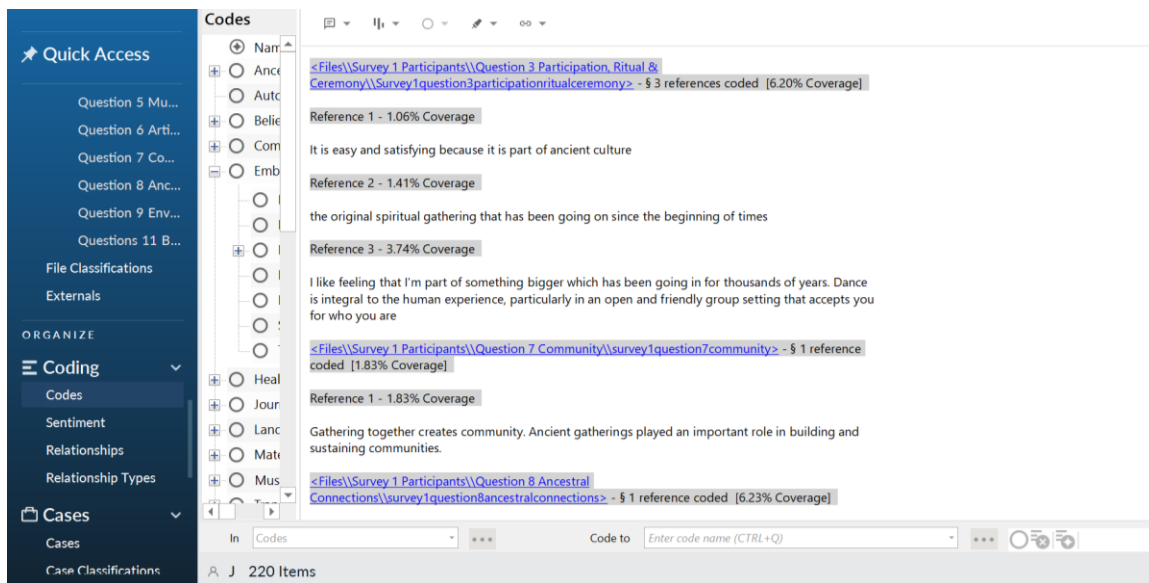 Quick Access
Question 5 Mu...
Question 6 Arti...
Question 7 Co...
Question 8 Anc...
Question 9 Env...
Questions 11 B...
File Classifications
Externals
ORGANIZE
Coding
Codes
Sentiment
Relationships
Relationship Types
Cases
Cases
Case Classifications
Codes
Nam
Ance
Auto
Belie
Com
Emb
Heal
Jour
Land
Mate
Mus
<Files\\Survey 1 Participants\\Question 3 Participation, Ritual &
Ceremony\\Survey1question3participationritualceremony> - § 3 references coded [6.20% Coverage]
Reference 1 - 1.06% Coverage
It is easy and satisfying because it is part of ancient culture
Reference 2 - 1.41% Coverage
the original spiritual gathering that has been going on since the beginning of times
Reference 3 - 3.74% Coverage
I like feeling that I'm part of something bigger which has been going in for thousands of years. Dance
is integral to the human experience, particularly in an open and friendly group setting that accepts you
for who you are
<Files\\Survey 1 Participants\\Question 7 Community\\survey1question7community> - § 1 reference
coded [1.83% Coverage]
Reference 1 - 1.83% Coverage
Gathering together creates community. Ancient gatherings played an important role in building and
sustaining communities.
<Files\\Survey 1 Participants\\Question 8 Ancestral
Connections\\survey1question8ancestralconnections> - § 1 reference coded [6.23% Coverage]
In Codes Code to Enter code name (CTRL+Q)
J 220 Items